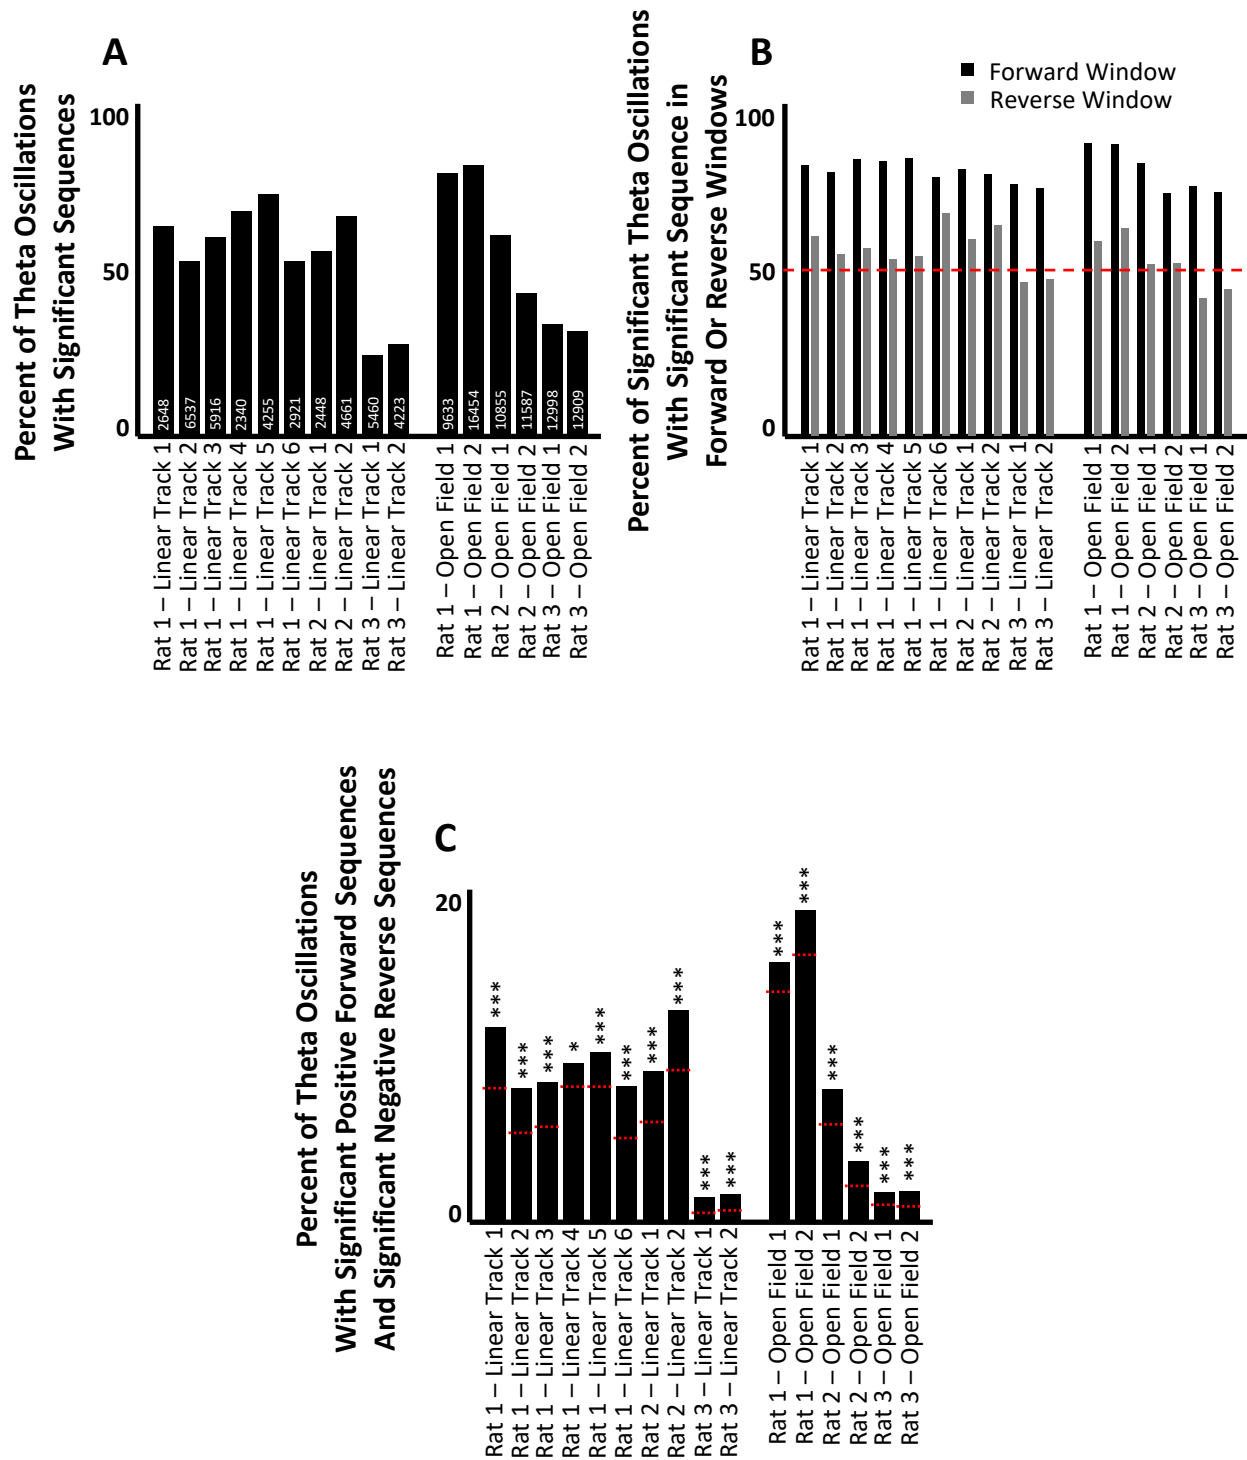 A
Percent of Theta Oscillations
With Significant Sequences
100
50
0
2648
6537
5916
2340
4255
2921
2448
4661
5460
4223
9633
16454
10855
11587
12998
12909
Rat 1 – Linear Track 1
Rat 1 – Linear Track 2
Rat 1 – Linear Track 3
Rat 1 – Linear Track 4
Rat 1 – Linear Track 5
Rat 1 – Linear Track 6
Rat 2 – Linear Track 1
Rat 2 – Linear Track 2
Rat 3 – Linear Track 1
Rat 3 – Linear Track 2
Rat 1 – Open Field 1
Rat 1 – Open Field 2
Rat 2 – Open Field 1
Rat 2 – Open Field 2
Rat 3 – Open Field 1
Rat 3 – Open Field 2
B
Percent of Significant Theta Oscillations
With Significant Sequence in
Forward Or Reverse Windows
Forward Window
Reverse Window
100
50
0
Rat 1 – Linear Track 1
Rat 1 – Linear Track 2
Rat 1 – Linear Track 3
Rat 1 – Linear Track 4
Rat 1 – Linear Track 5
Rat 1 – Linear Track 6
Rat 2 – Linear Track 1
Rat 2 – Linear Track 2
Rat 3 – Linear Track 1
Rat 3 – Linear Track 2
Rat 1 – Open Field 1
Rat 1 – Open Field 2
Rat 2 – Open Field 1
Rat 2 – Open Field 2
Rat 3 – Open Field 1
Rat 3 – Open Field 2
C
Percent of Theta Oscillations
With Significant Positive Forward Sequences
And Significant Negative Reverse Sequences
20
0
***
***
***
*
***
***
***
***
***
***
***
***
***
***
***
***
Rat 1 – Linear Track 1
Rat 1 – Linear Track 2
Rat 1 – Linear Track 3
Rat 1 – Linear Track 4
Rat 1 – Linear Track 5
Rat 1 – Linear Track 6
Rat 2 – Linear Track 1
Rat 2 – Linear Track 2
Rat 3 – Linear Track 1
Rat 3 – Linear Track 2
Rat 1 – Open Field 1
Rat 1 – Open Field 2
Rat 2 – Open Field 1
Rat 2 – Open Field 2
Rat 3 – Open Field 1
Rat 3 – Open Field 2